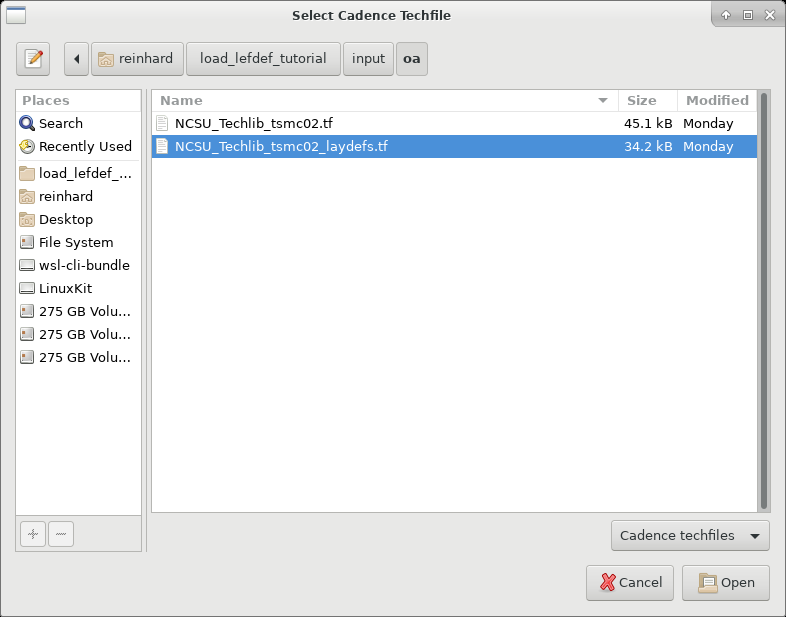 Select Cadence Techfile
reinhard load_lefdef_tutorial input oa
Places
Search
Recently Used
load_lefdef_...
reinhard
Desktop
File System
wsl-cli-bundle
LinuxKit
275 GB Volu...
275 GB Volu...
275 GB Volu...
Name Size Modified
NCSU_Techlib_tsmc02.tf 45.1 kB Monday
NCSU_Techlib_tsmc02_laydefs.tf 34.2 kB Monday
Cadence techfiles
Cancel Open